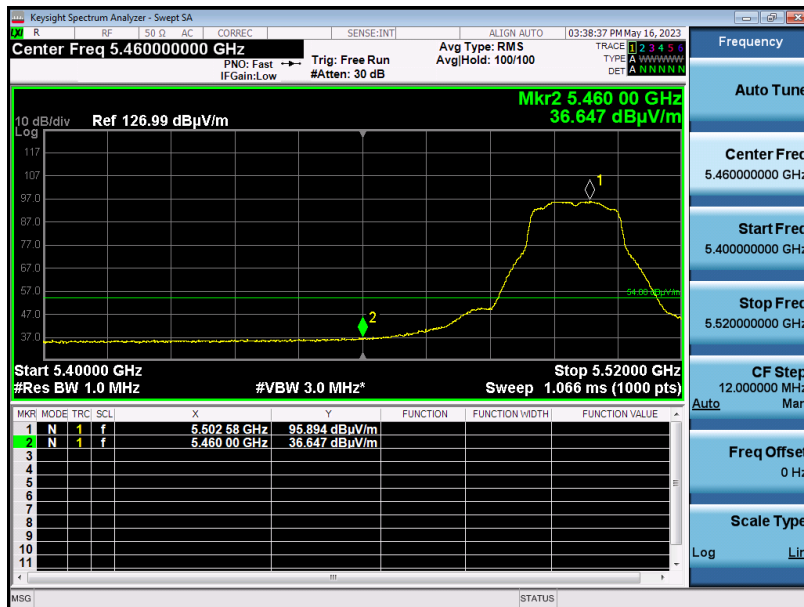 Keysight Spectrum Analyzer - Swept SA
LXI R RF 50 Ω AC CORREC SENSE:INT ALIGN AUTO 03:38:37 PM May 16, 2023
Center Freq 5.460000000 GHz
PNO: Fast
IFGain:Low
Trig: Free Run
#Atten: 30 dB
Avg Type: RMS
Avg|Hold: 100/100
TRACE 1 2 3 4 5 6
TYPE A W W W W W
DET A N N N N N
Mkr2 5.460 00 GHz
36.647 dBµV/m
10 dB/div Ref 126.99 dBµV/m
Log
117
107
97.0
87.0
77.0
67.0
57.0
47.0
37.0
1
2
54.00 dBµV/m
Start 5.40000 GHz Stop 5.52000 GHz
#Res BW 1.0 MHz #VBW 3.0 MHz* Sweep 1.066 ms (1000 pts)
MKR MODE TRC SCL X Y FUNCTION FUNCTION WIDTH FUNCTION VALUE
1 N 1 f 5.502 58 GHz 95.894 dBµV/m
2 N 1 f 5.460 00 GHz 36.647 dBµV/m
3
4
5
6
7
8
9
10
11
MSG STATUS
Frequency
Auto Tune
Center Freq
5.460000000 GHz
Start Freq
5.400000000 GHz
Stop Freq
5.520000000 GHz
CF Step
12.000000 MHz
Auto Man
Freq Offset
0 Hz
Scale Type
Log Lin